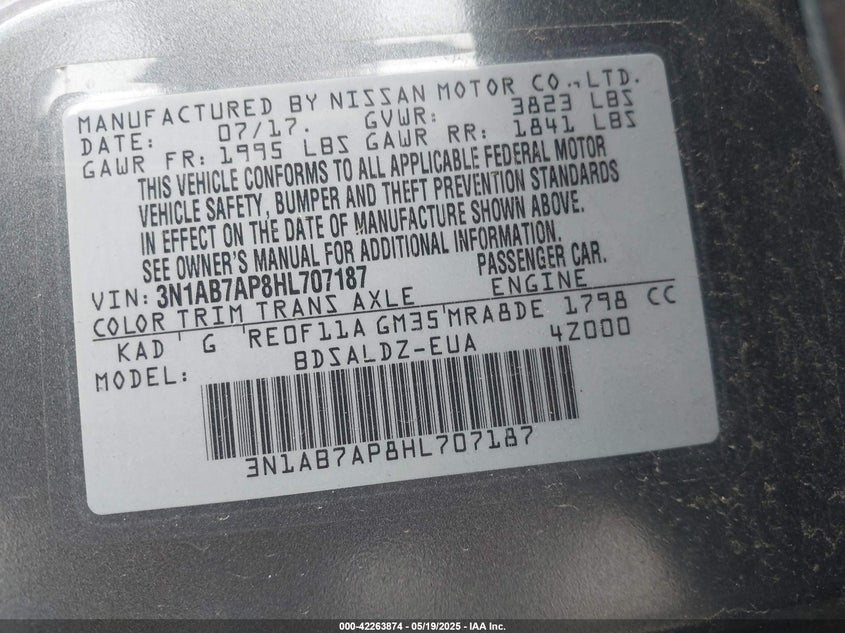 MANUFACTURED BY NISSAN MOTOR CO.,LTD.
DATE: 07/17. GVWR: 3823 LBS
GAWR FR: 1995 LBS GAWR RR: 1841 LBS
THIS VEHICLE CONFORMS TO ALL APPLICABLE FEDERAL MOTOR
VEHICLE SAFETY, BUMPER AND THEFT PREVENTION STANDARDS
IN EFFECT ON THE DATE OF MANUFACTURE SHOWN ABOVE.
SEE OWNER'S MANUAL FOR ADDITIONAL INFORMATION.
VIN: 3N1AB7AP8HL707187 PASSENGER CAR.
COLOR TRIM TRANS AXLE ENGINE
KAD G RE0F11A GM35 MRA8DE 1798 CC
MODEL: BDSALDZ-EUA 4Z000
3N1AB7AP8HL707187
000-42263874 / 05/19/2025 - IAA Inc.